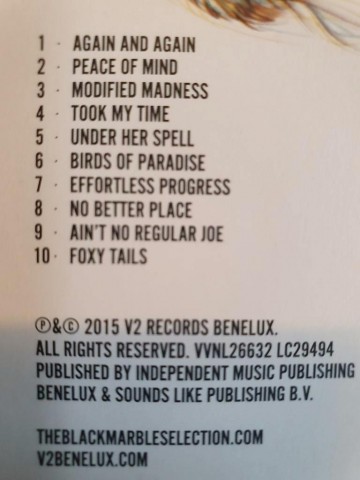 1 · AGAIN AND AGAIN
2 · PEACE OF MIND
3 · MODIFIED MADNESS
4 · TOOK MY TIME
5 · UNDER HER SPELL
6 · BIRDS OF PARADISE
7 · EFFORTLESS PROGRESS
8 · NO BETTER PLACE
9 · AIN'T NO REGULAR JOE
10 · FOXY TAILS
℗&© 2015 V2 RECORDS BENELUX.
ALL RIGHTS RESERVED. VVNL26632 LC29494
PUBLISHED BY INDEPENDENT MUSIC PUBLISHING
BENELUX & SOUNDS LIKE PUBLISHING B.V.
THEBLACKMARBLESELECTION.COM
V2BENELUX.COM